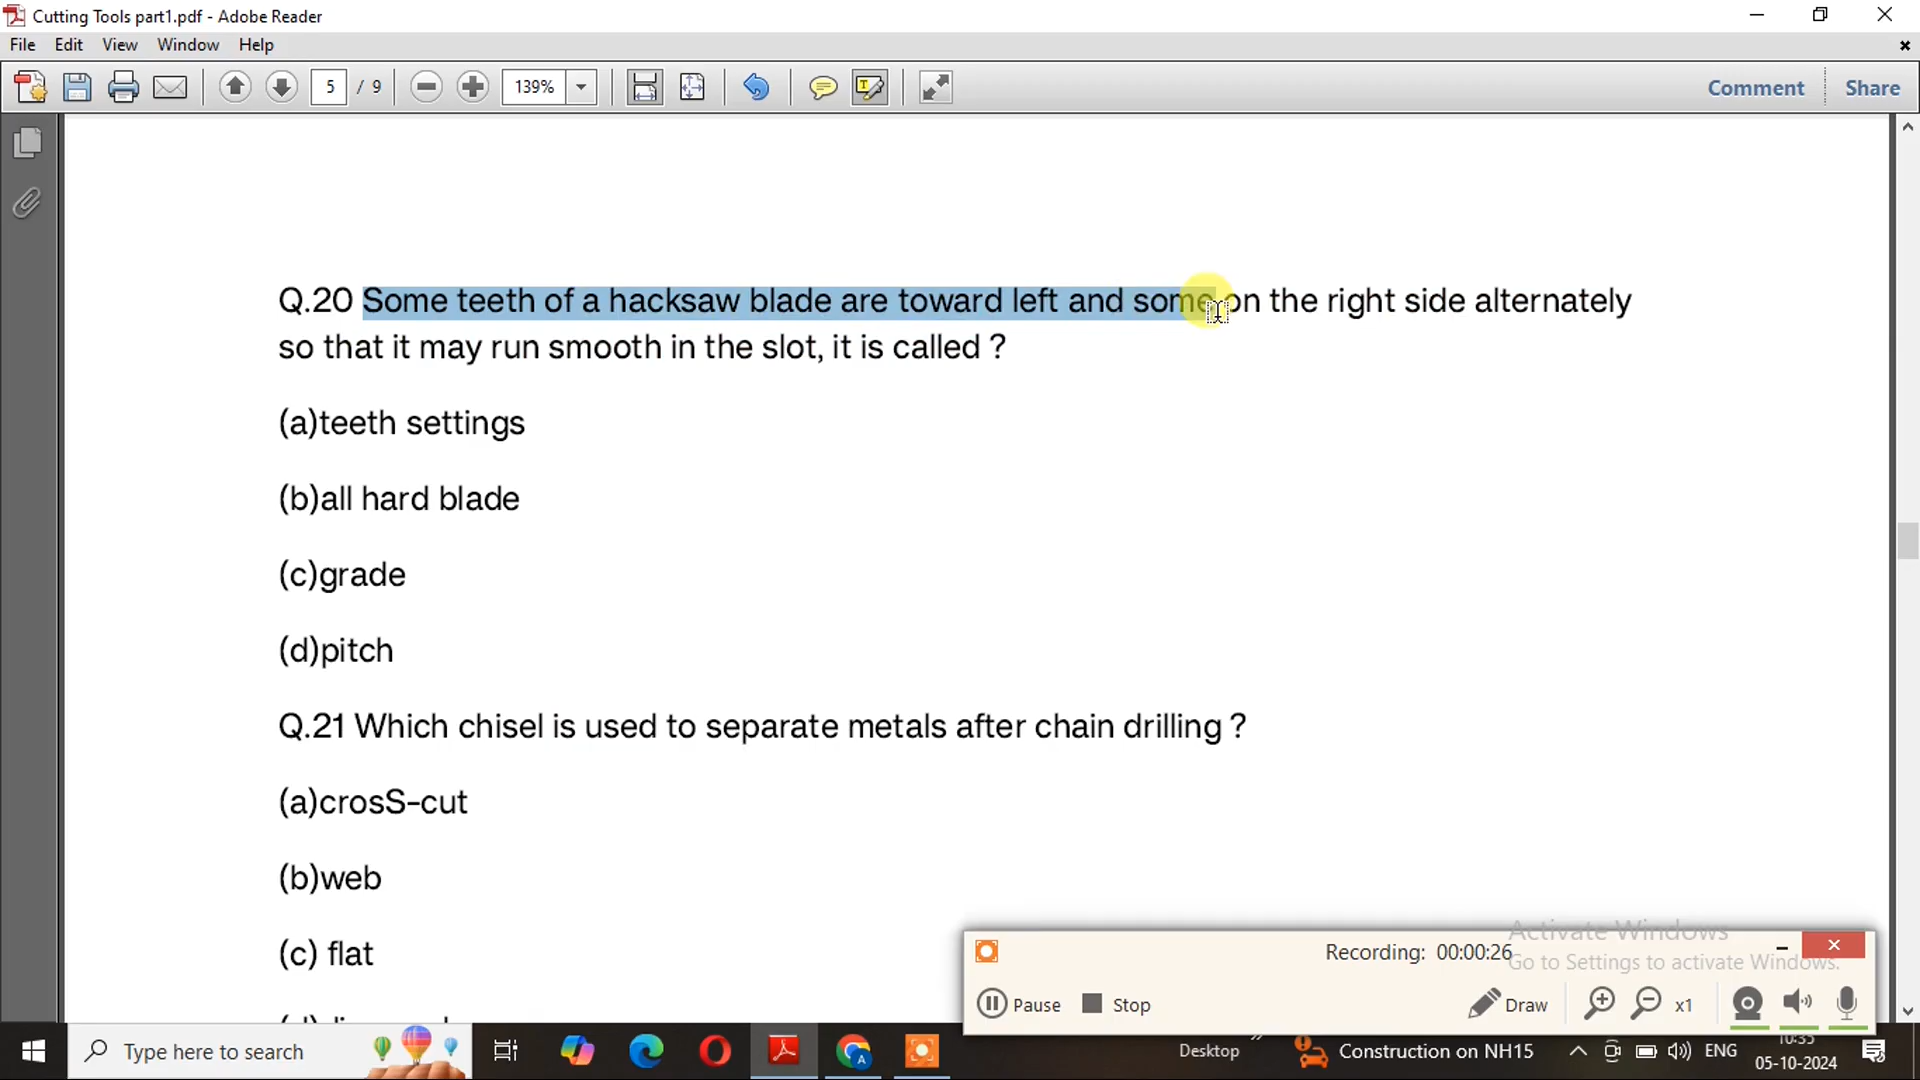 Cutting Tools part1.pdf - Adobe Reader
File Edit View Window Help
5 / 9 139% Comment Share
Q.20 Some teeth of a hacksaw blade are toward left and some on the right side alternately
so that it may run smooth in the slot, it is called ?
(a)teeth settings
(b)all hard blade
(c)grade
(d)pitch
Q.21 Which chisel is used to separate metals after chain drilling ?
(a)crosS-cut
(b)web
(c) flat
Activate Windows
Recording: 00:00:26
Go to Settings to activate Windows.
Pause Stop Draw x1
Type here to search Desktop Construction on NH15 ENG
10:35
05-10-2024